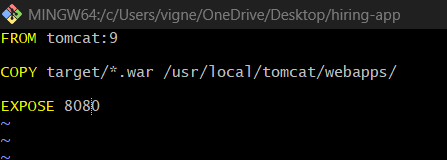 MINGW64:/c/Users/vigne/OneDrive/Desktop/hiring-app
FROM tomcat:9
COPY target/*.war /usr/local/tomcat/webapps/
EXPOSE 8080
~
~
~